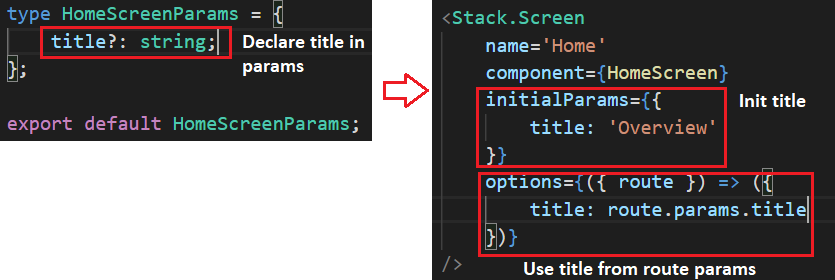 type HomeScreenParams = {
title?: string;
};
export default HomeScreenParams;
Declare title in
params
<Stack.Screen
name='Home'
component={HomeScreen}
initialParams={{
title: 'Overview'
}}
options={({ route }) => ({
title: route.params.title
})}
/>
Init title
Use title from route params